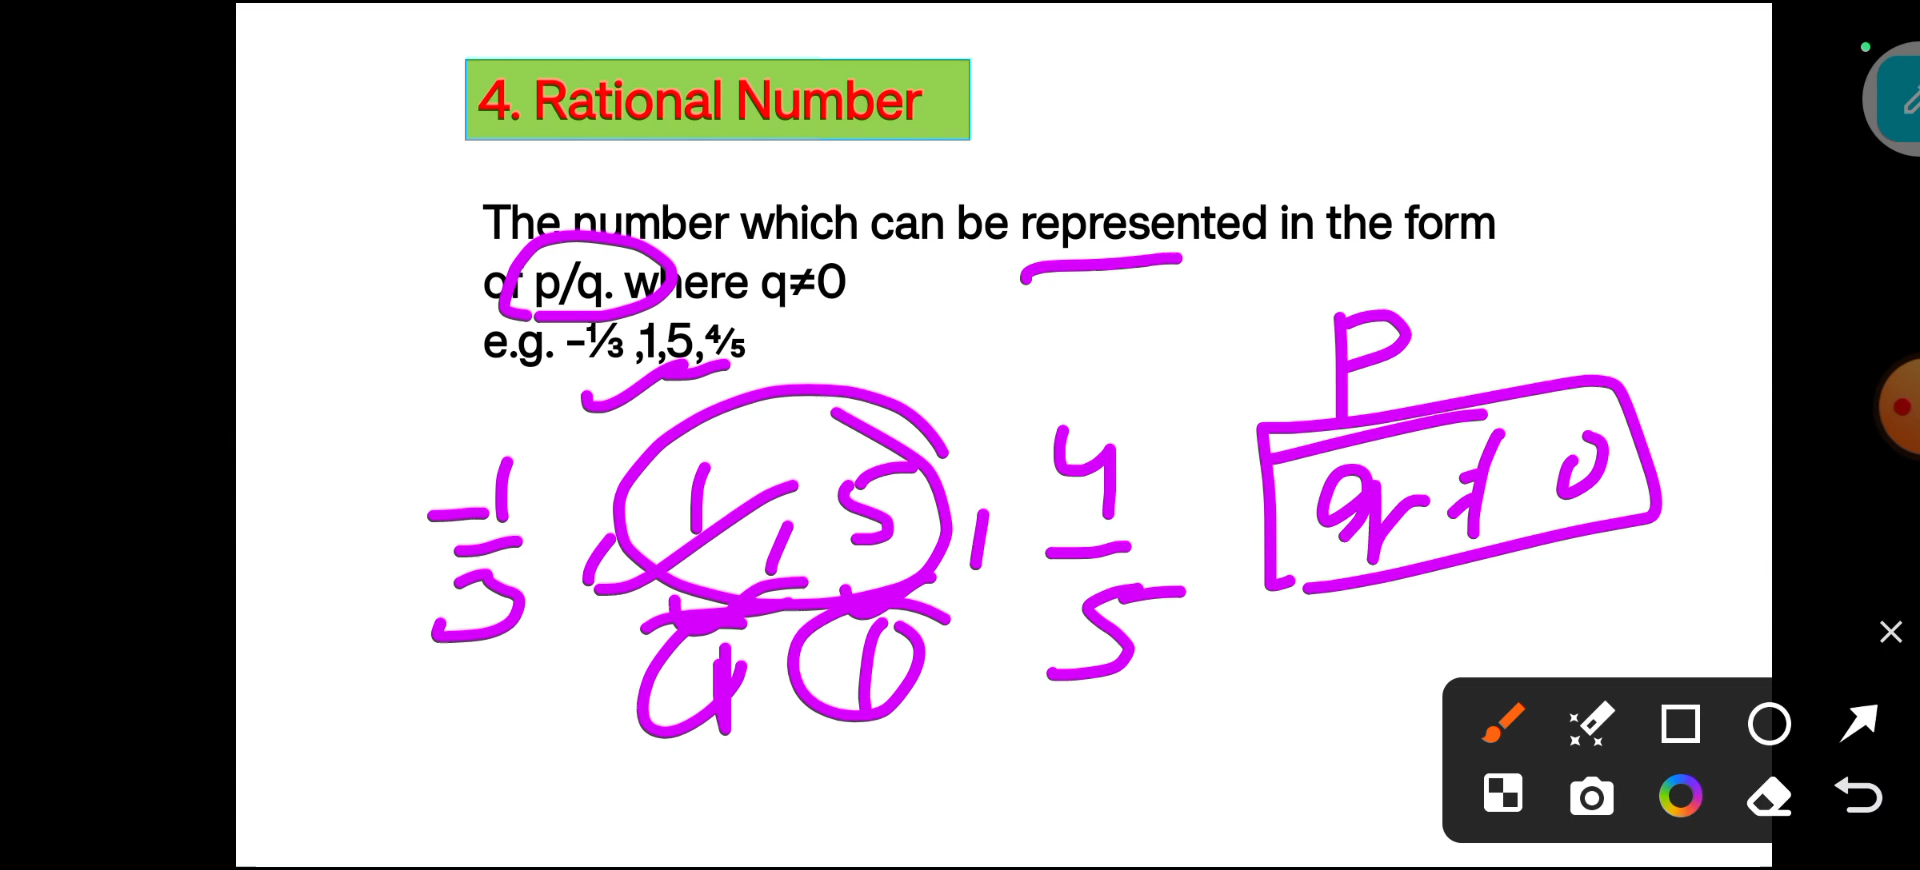 4. Rational Number
The number which can be represented in the form
of p/q. where q≠0
e.g. -⅓ ,1,5,⅘
P
q ≠ 0
-1 , 1 , 5 , 4
3 1 1 5